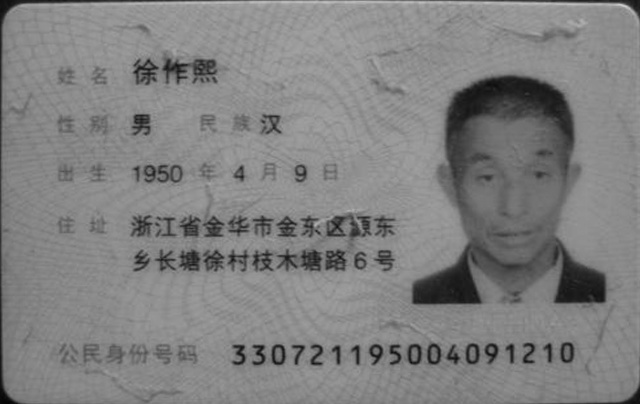 姓名 徐作熙
性别 男 民族 汉
出生 1950 年 4 月 9 日
住址 浙江省金华市金东区源东
乡长塘徐村枝木塘路6号
公民身份号码 330721195004091210